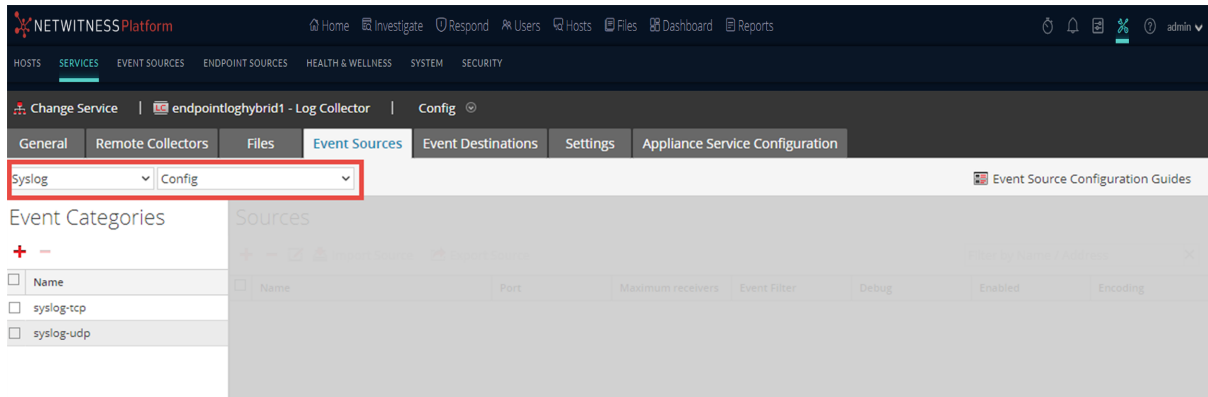 NETWITNESS Platform Home Investigate Respond Users Hosts Files Dashboard Reports admin
HOSTS SERVICES EVENT SOURCES ENDPOINT SOURCES HEALTH & WELLNESS SYSTEM SECURITY
Change Service | LC endpointloghybrid1 - Log Collector | Config
General Remote Collectors Files Event Sources Event Destinations Settings Appliance Service Configuration
Syslog Config Event Source Configuration Guides
Event Categories Sources
Name Name Port Maximum receivers Event Filter Debug Enabled Encoding
syslog-tcp
syslog-udp